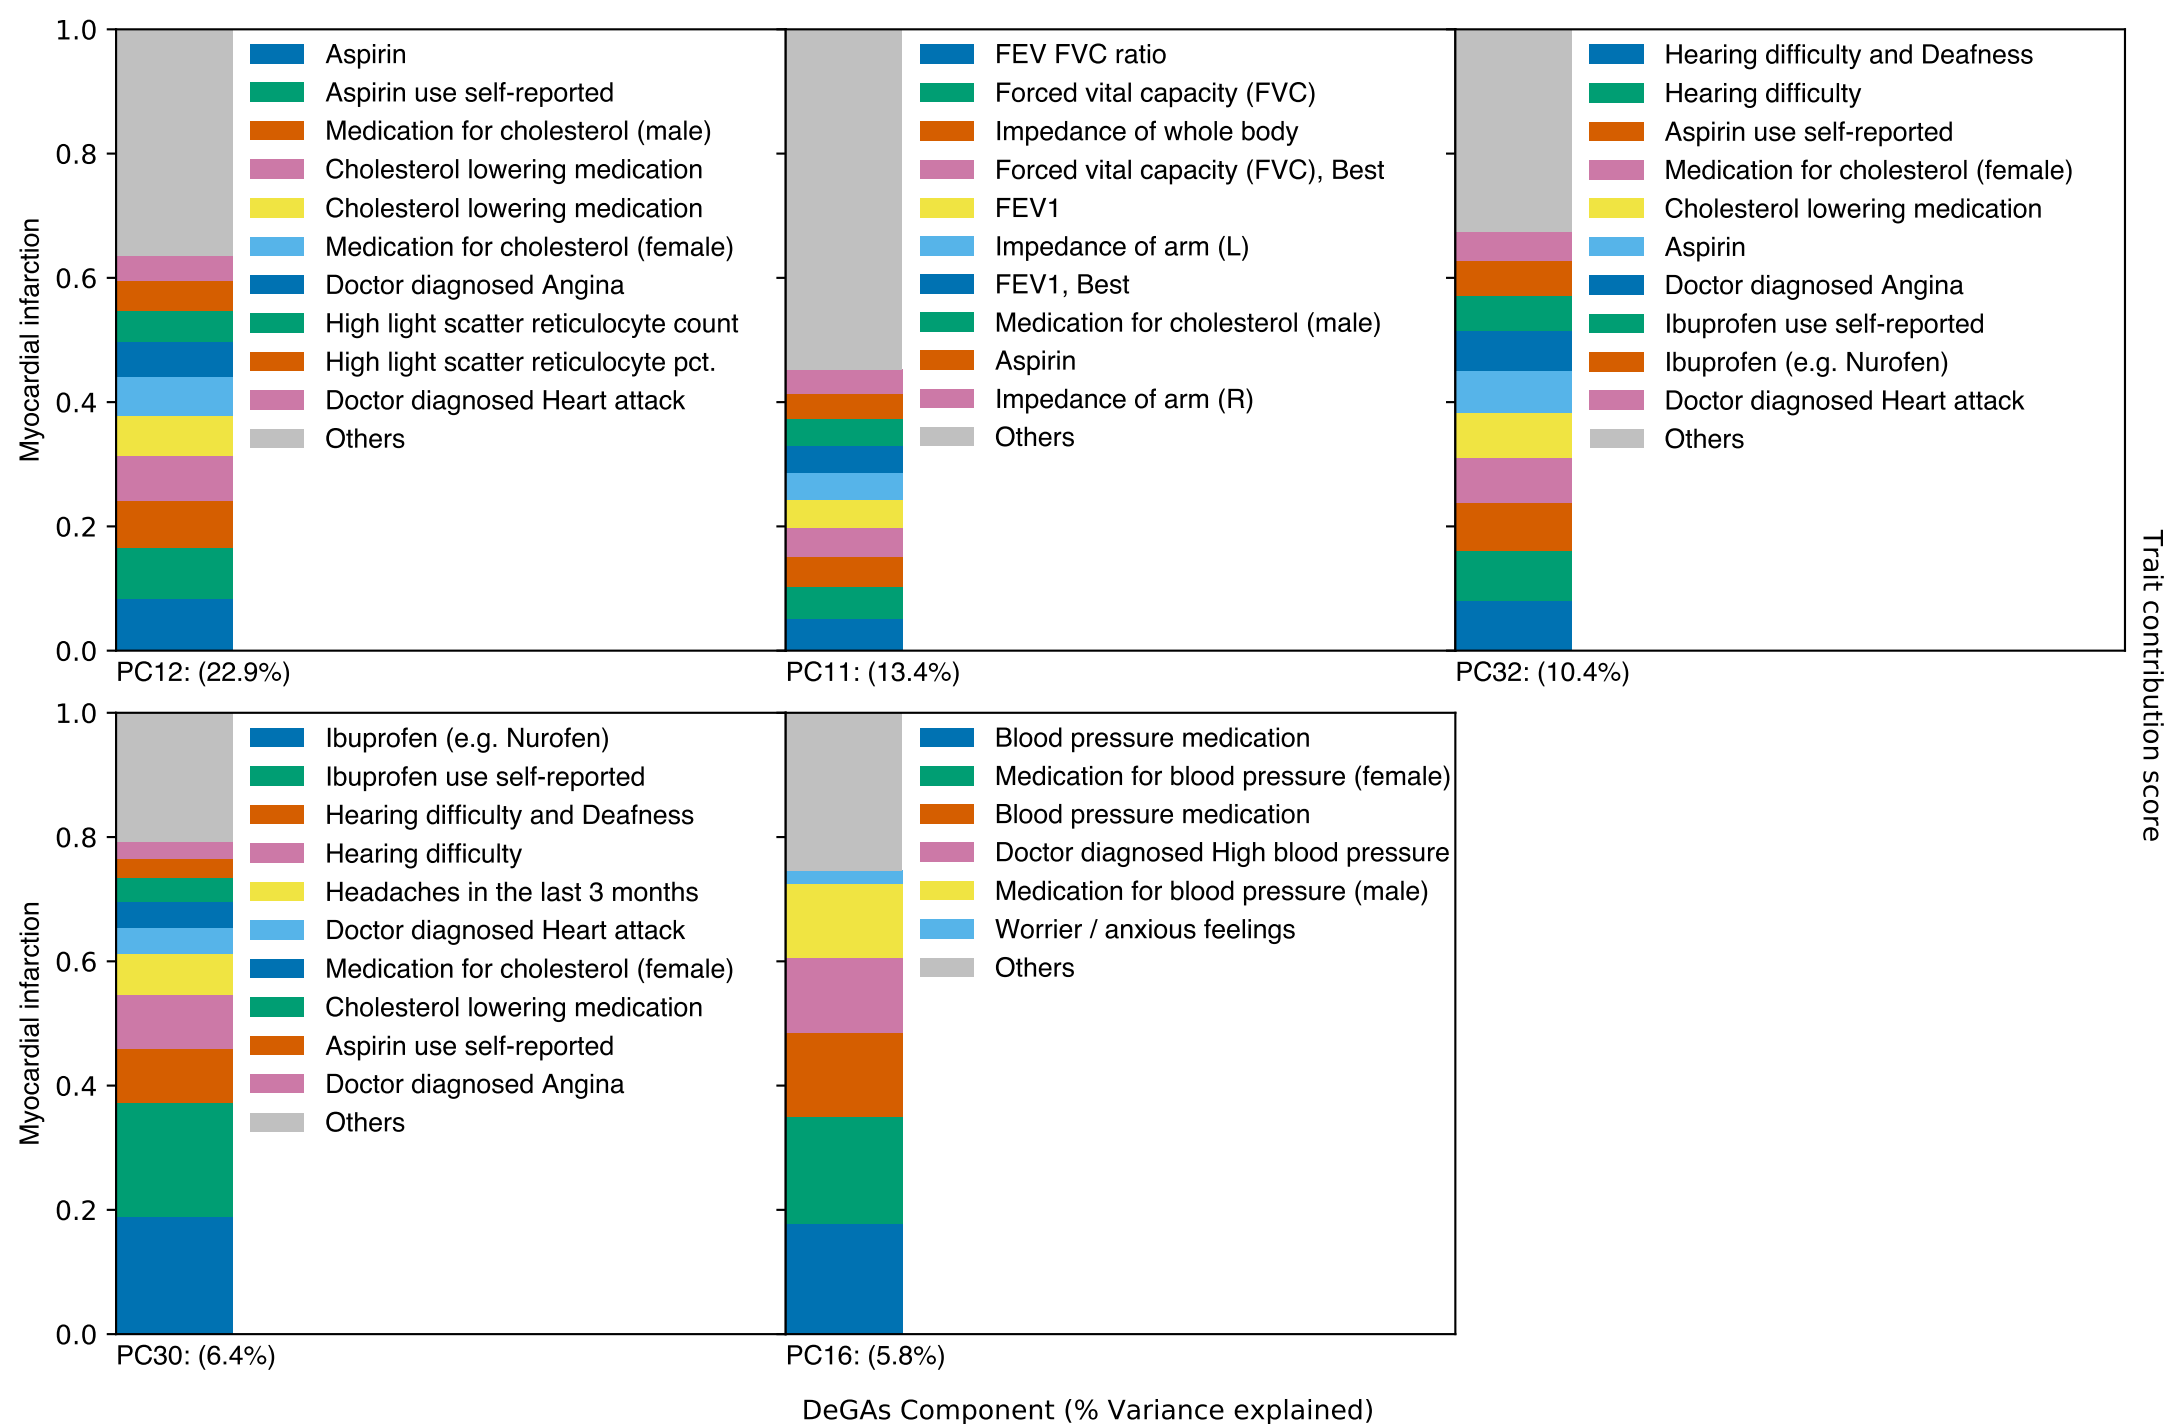 Myocardial infarction
1.0
0.8
0.6
0.4
0.2
0.0
Aspirin
Aspirin use self-reported
Medication for cholesterol (male)
Cholesterol lowering medication
Cholesterol lowering medication
Medication for cholesterol (female)
Doctor diagnosed Angina
High light scatter reticulocyte count
High light scatter reticulocyte pct.
Doctor diagnosed Heart attack
Others
PC12: (22.9%)
FEV FVC ratio
Forced vital capacity (FVC)
Impedance of whole body
Forced vital capacity (FVC), Best
FEV1
Impedance of arm (L)
FEV1, Best
Medication for cholesterol (male)
Aspirin
Impedance of arm (R)
Others
PC11: (13.4%)
Hearing difficulty and Deafness
Hearing difficulty
Aspirin use self-reported
Medication for cholesterol (female)
Cholesterol lowering medication
Aspirin
Doctor diagnosed Angina
Ibuprofen use self-reported
Ibuprofen (e.g. Nurofen)
Doctor diagnosed Heart attack
Others
PC32: (10.4%)
Trait contribution score
Myocardial infarction
1.0
0.8
0.6
0.4
0.2
0.0
Ibuprofen (e.g. Nurofen)
Ibuprofen use self-reported
Hearing difficulty and Deafness
Hearing difficulty
Headaches in the last 3 months
Doctor diagnosed Heart attack
Medication for cholesterol (female)
Cholesterol lowering medication
Aspirin use self-reported
Doctor diagnosed Angina
Others
PC30: (6.4%)
Blood pressure medication
Medication for blood pressure (female)
Blood pressure medication
Doctor diagnosed High blood pressure
Medication for blood pressure (male)
Worrier / anxious feelings
Others
PC16: (5.8%)
DeGAs Component (% Variance explained)